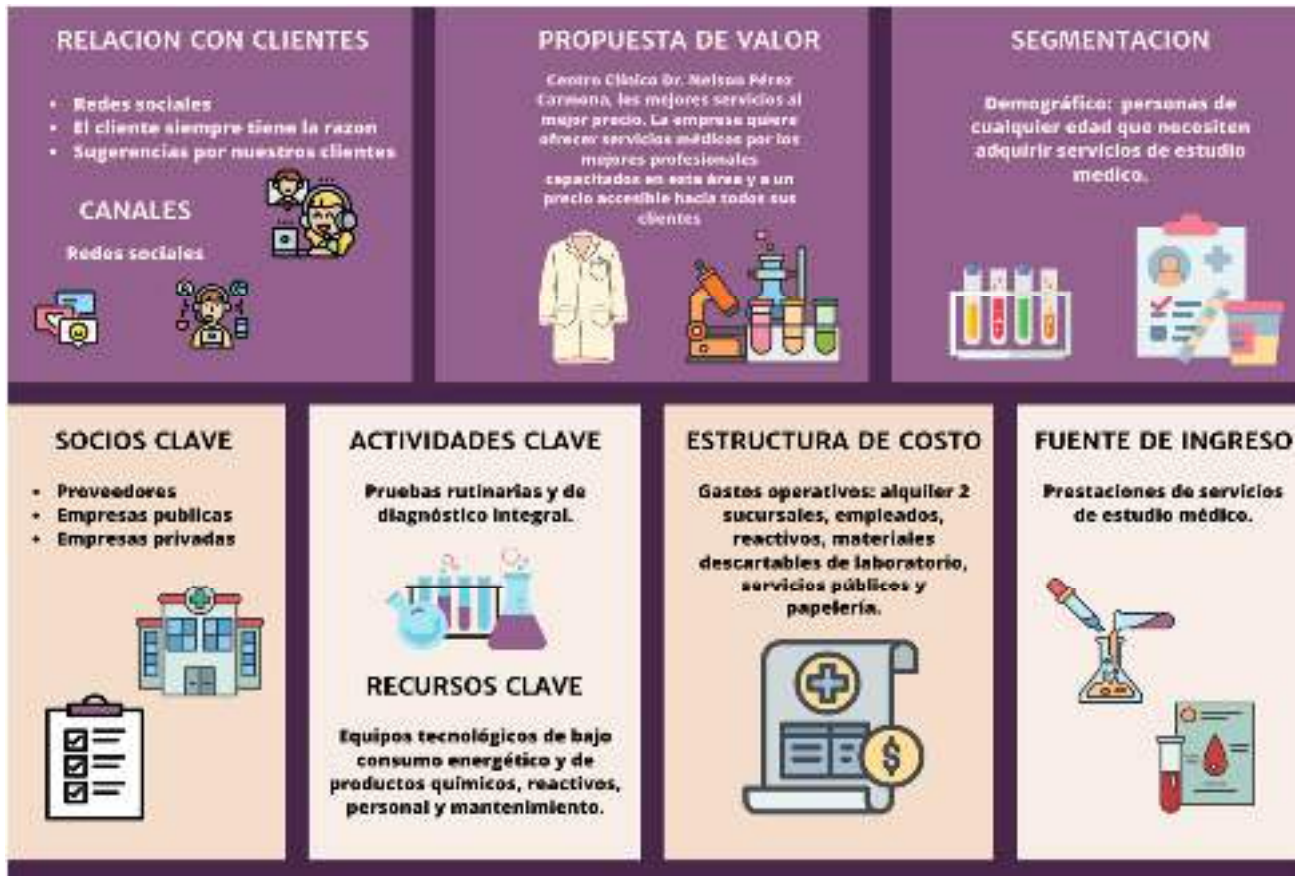 RELACION CON CLIENTES
• Redes sociales
• El cliente siempre tiene la razon
• Sugerencias por nuestros clientes
CANALES
Redes sociales
PROPUESTA DE VALOR
Centro Clínico Dr. Nelson Pérez
Carmona, les mejores servicios al
mejor precio. La empresa quiere
ofrecer servicios médicos por los
mejores profesionales
capacitados en esta área y a un
precio accesible hacia todos sus
clientes
SEGMENTACION
Demográfico: personas de
cualquier edad que necesiten
adquirir servicios de estudio
medico.
SOCIOS CLAVE
• Proveedores
• Empresas publicas
• Empresas privadas
ACTIVIDADES CLAVE
Pruebas rutinarias y de
diagnóstico integral.
RECURSOS CLAVE
Equipos tecnológicos de bajo
consumo energético y de
productos químicos, reactivos,
personal y mantenimiento.
ESTRUCTURA DE COSTO
Gastos operativos: alquiler 2
sucursales, empleados,
reactivos, materiales
descartables de laboratorio,
servicios públicos y
papelería.
FUENTE DE INGRESO
Prestaciones de servicios
de estudio médico.